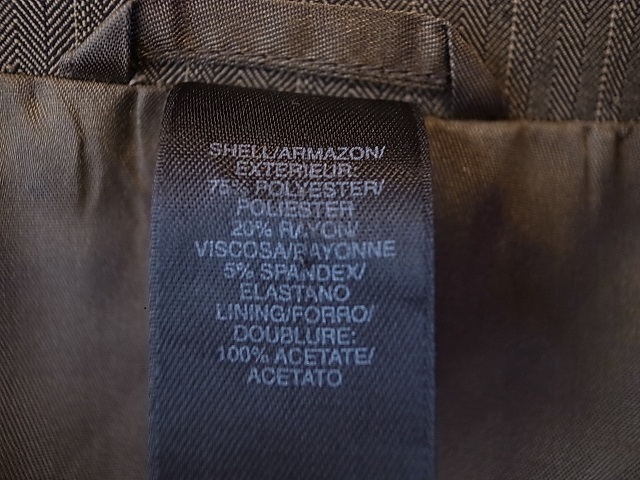 SHELL/ARMAZON/
EXTERIEUR:
75% POLYESTER/
POLIESTER
20% RAYON/
VISCOSA/RAYONNE
5% SPANDEX/
ELASTANO
LINING/FORRO/
DOUBLURE:
100% ACETATE/
ACETATO